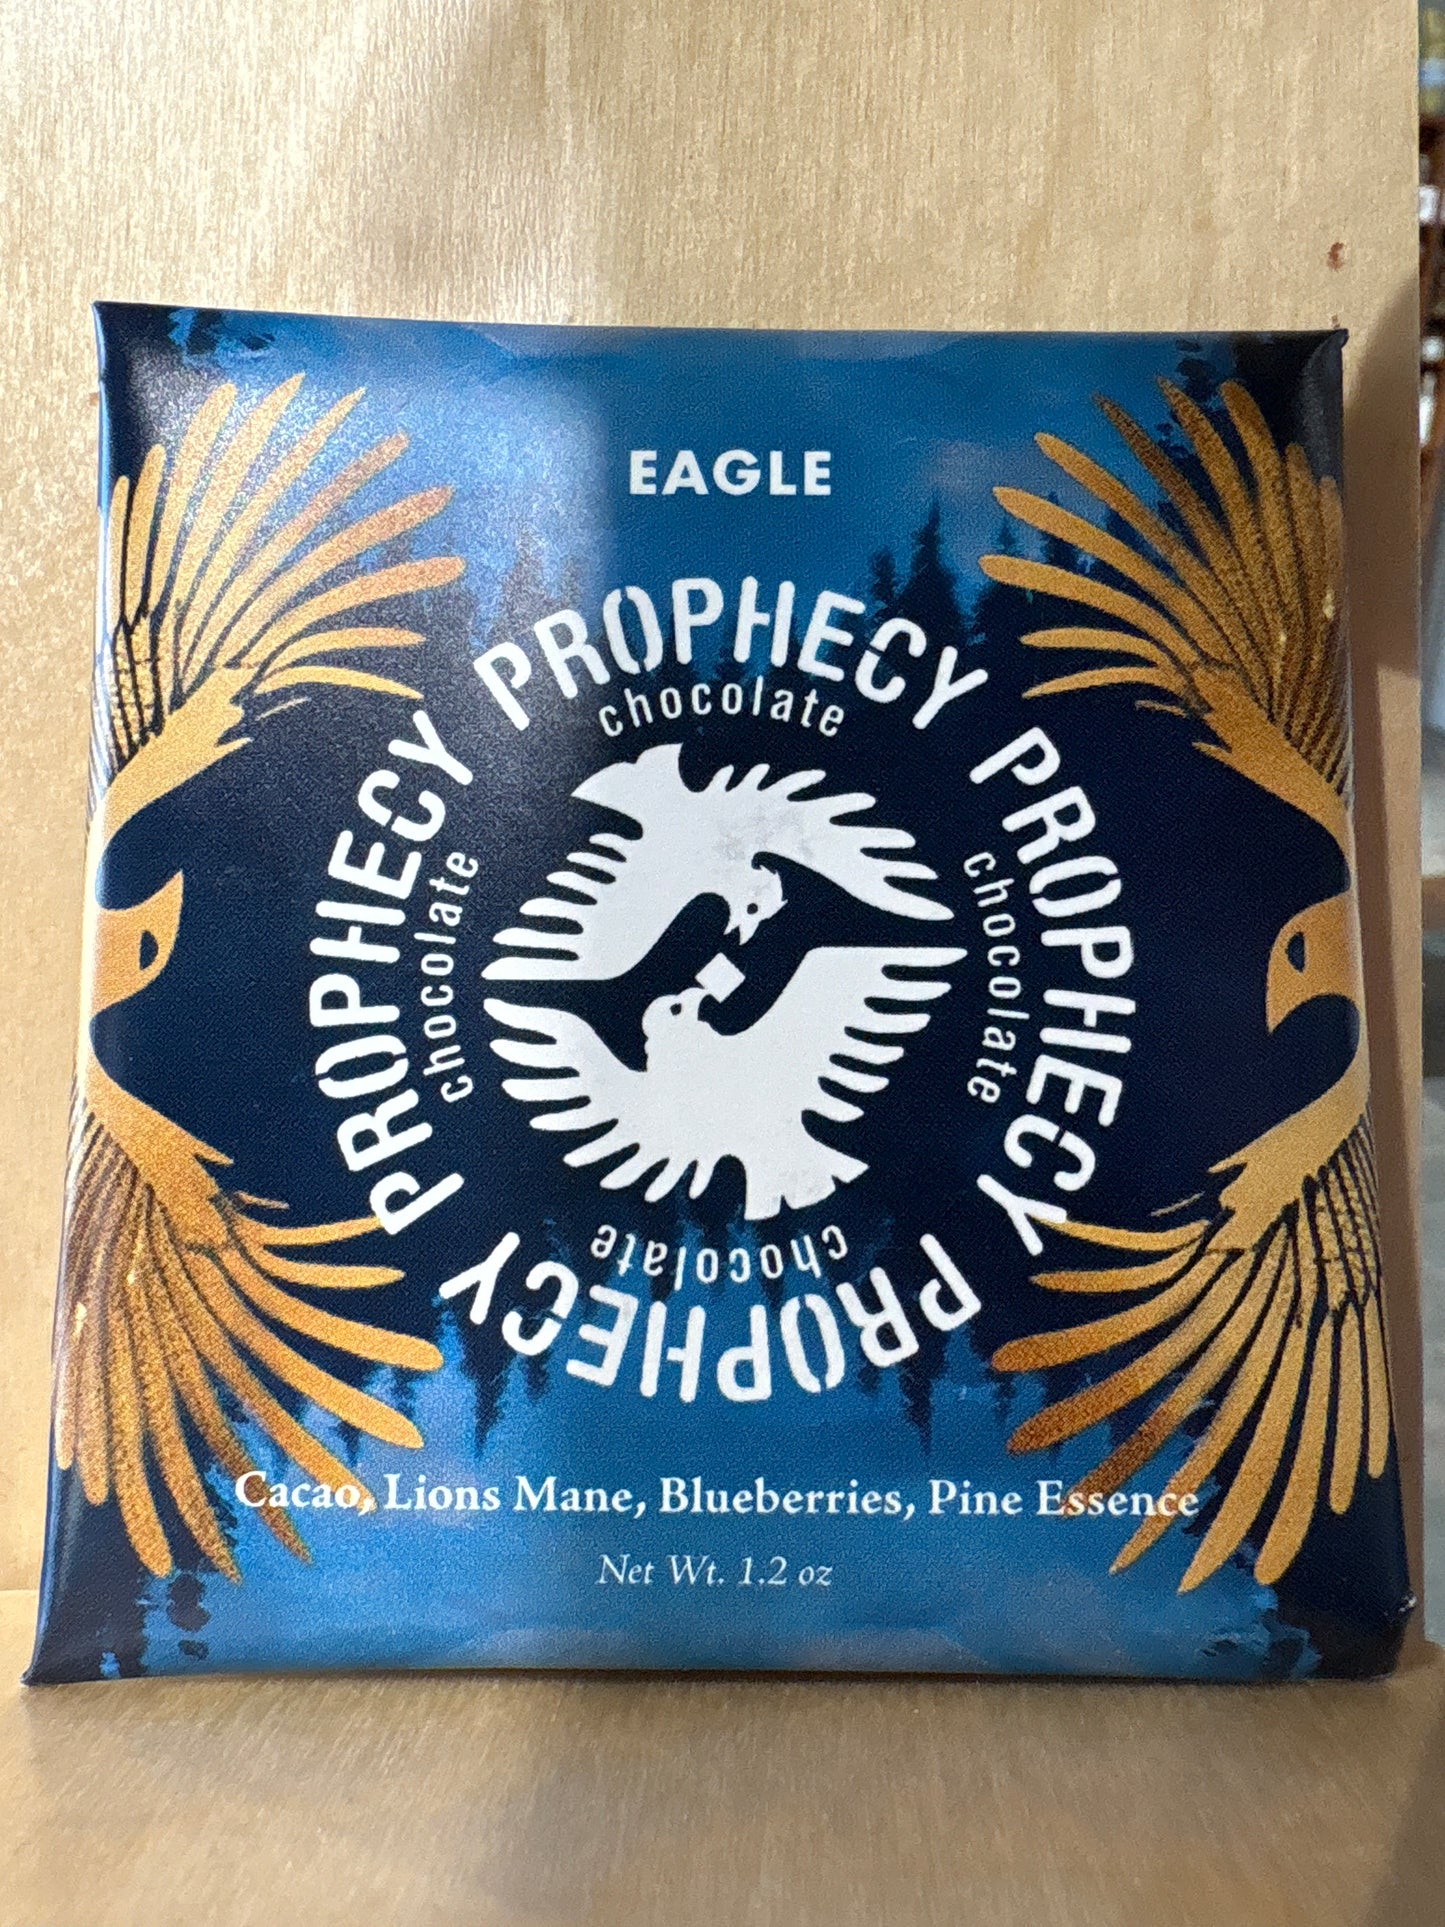 EAGLE
PROPHECY
chocolate
PROPHECY
chocolate
PROPHECY
chocolate
PROPHECY
chocolate
Cacao, Lions Mane, Blueberries, Pine Essence
Net Wt. 1.2 oz